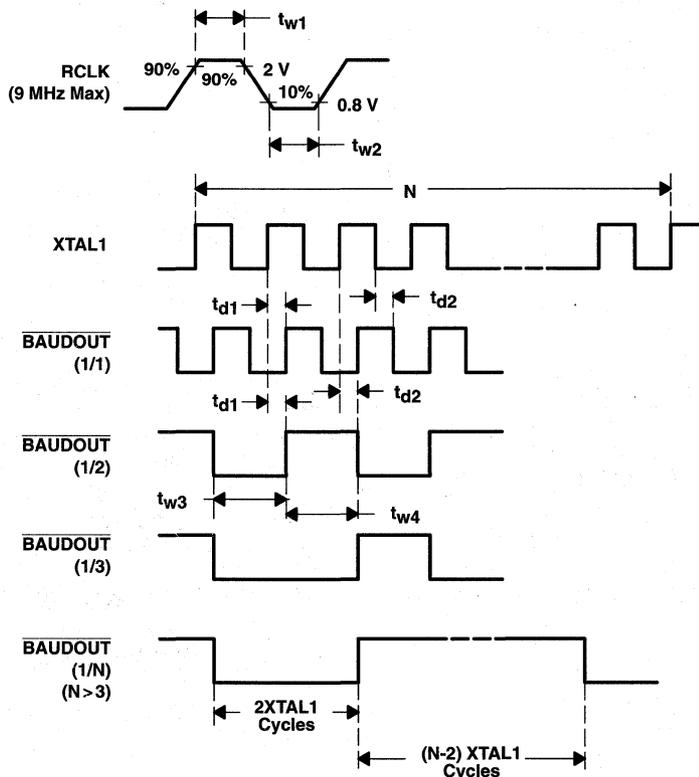 tw1
RCLK
(9 MHz Max)
90%
90%
2 V
10%
0.8 V
tw2
N
XTAL1
td1
td2
BAUDOUT
(1/1)
td1
td2
BAUDOUT
(1/2)
tw3
tw4
BAUDOUT
(1/3)
BAUDOUT
(1/N)
(N>3)
2XTAL1
Cycles
(N-2) XTAL1
Cycles